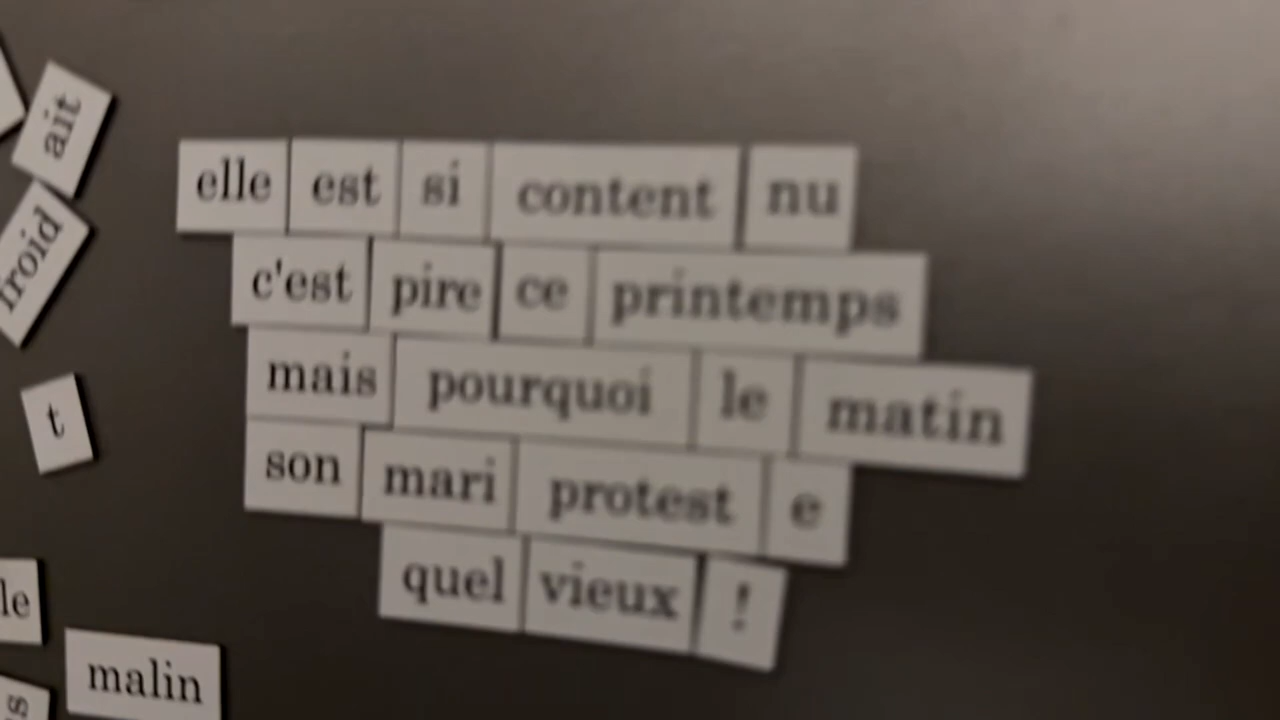 elle est si content nu
c'est pire ce printemps
mais pourquoi le matin
son mari protest e
quel vieux !
ait
froid
t
le
malin
s